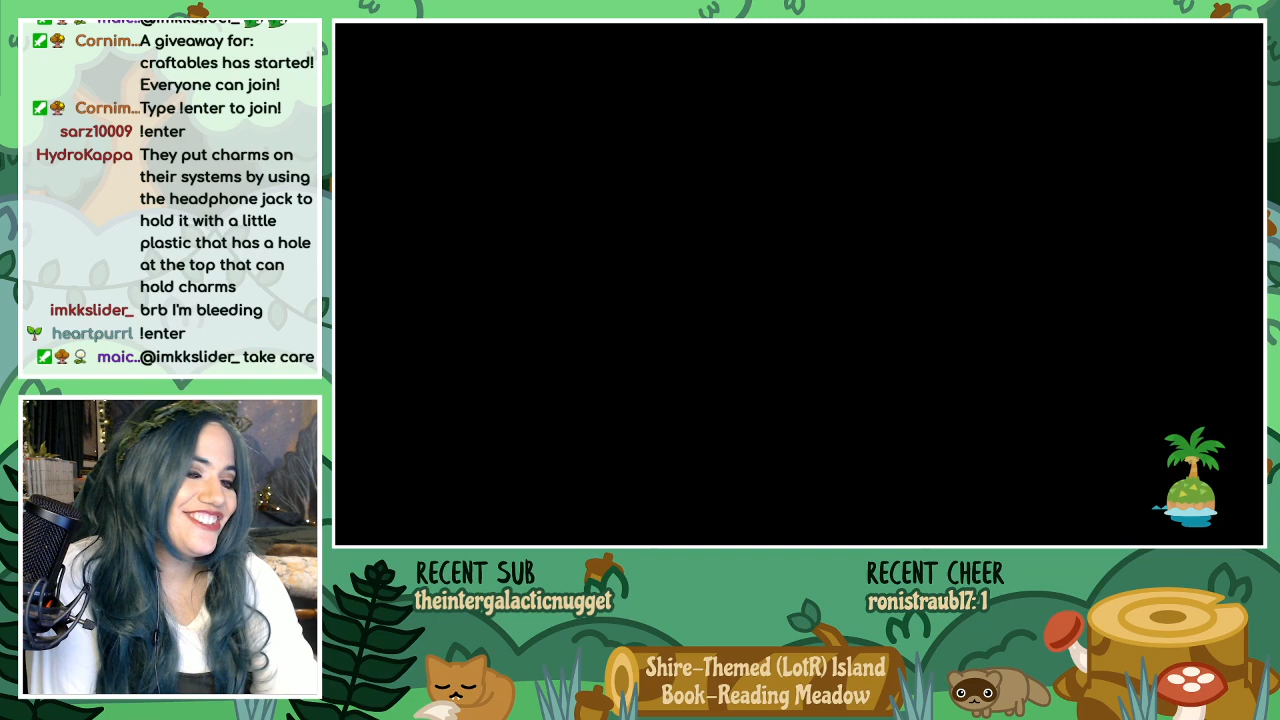 Cornim...A giveaway for:
craftables has started!
Everyone can join!
Cornim...Type !enter to join!
sarz10009 !enter
HydroKappa They put charms on
their systems by using
the headphone jack to
hold it with a little
plastic that has a hole
at the top that can
hold charms
imkkslider_ brb I'm bleeding
heartpurrl !enter
maic..@imkkslider_ take care
RECENT SUB
theintergalacticnugget
RECENT CHEER
ronistraub17: 1
Shire-Themed (LotR) Island
Book-Reading Meadow